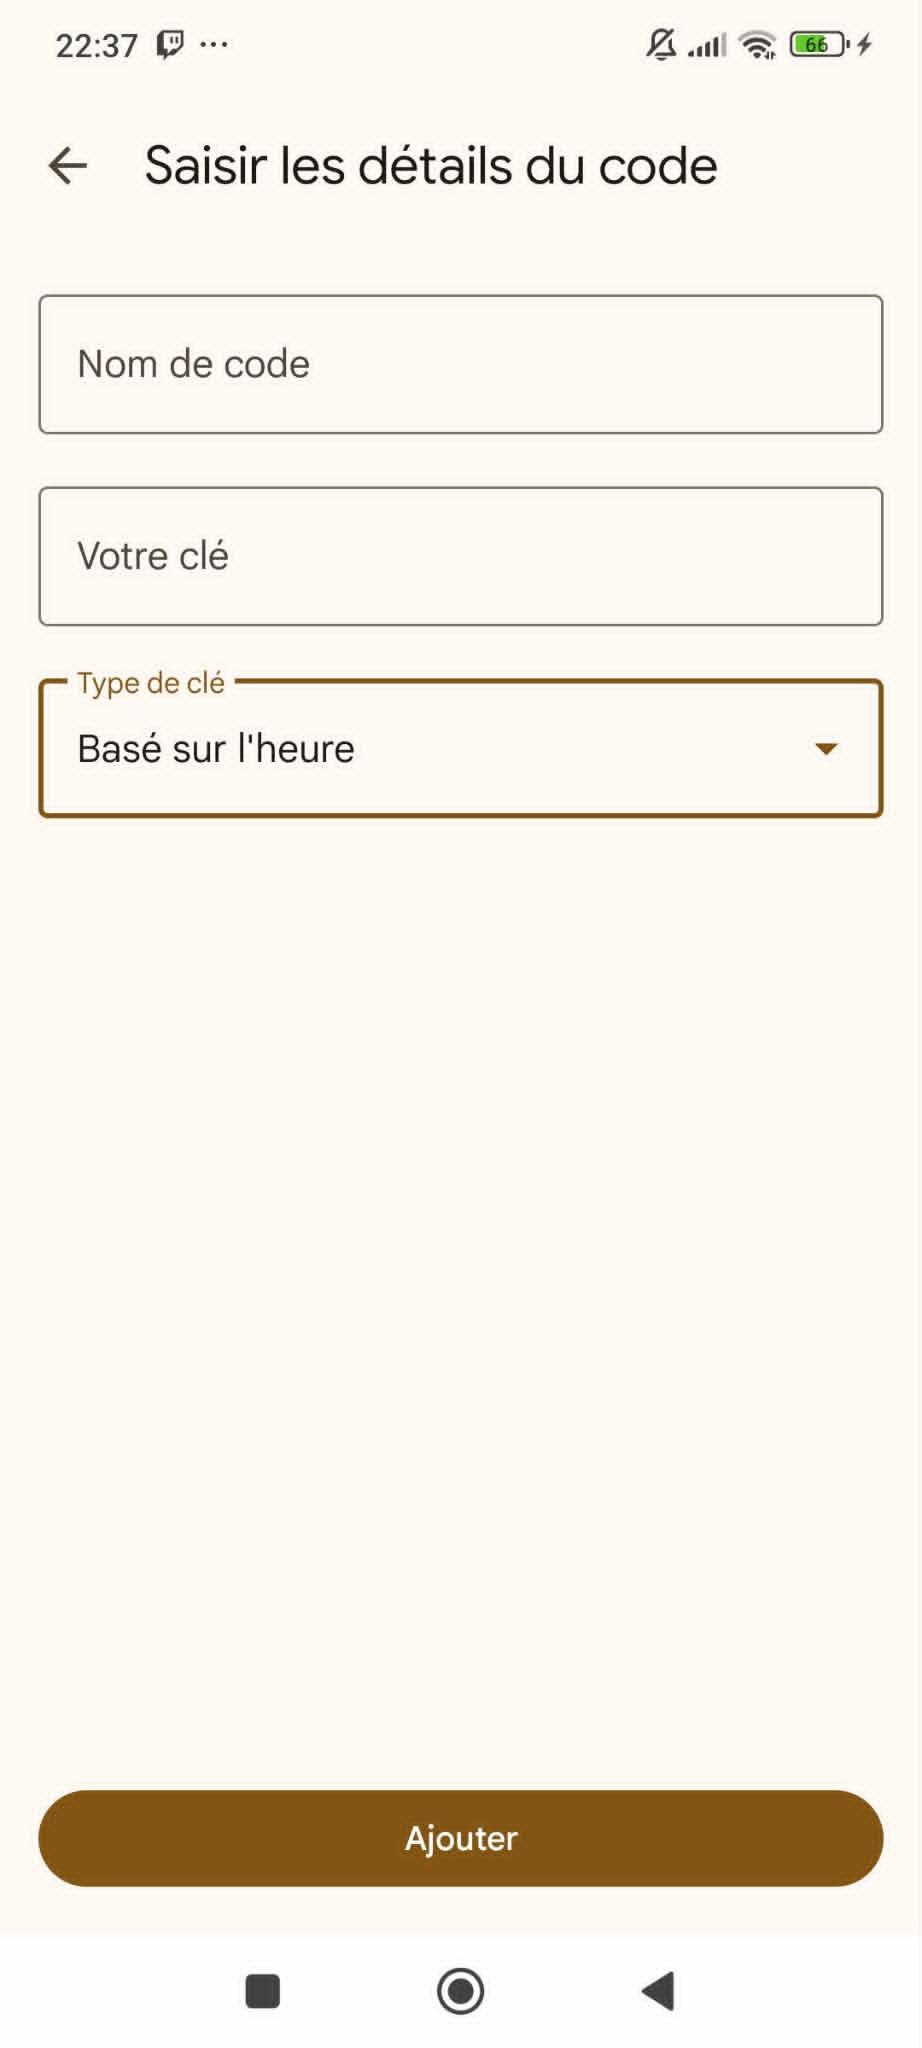 22:37
66
Saisir les détails du code
Nom de code
Votre clé
Type de clé
Basé sur l'heure
Ajouter